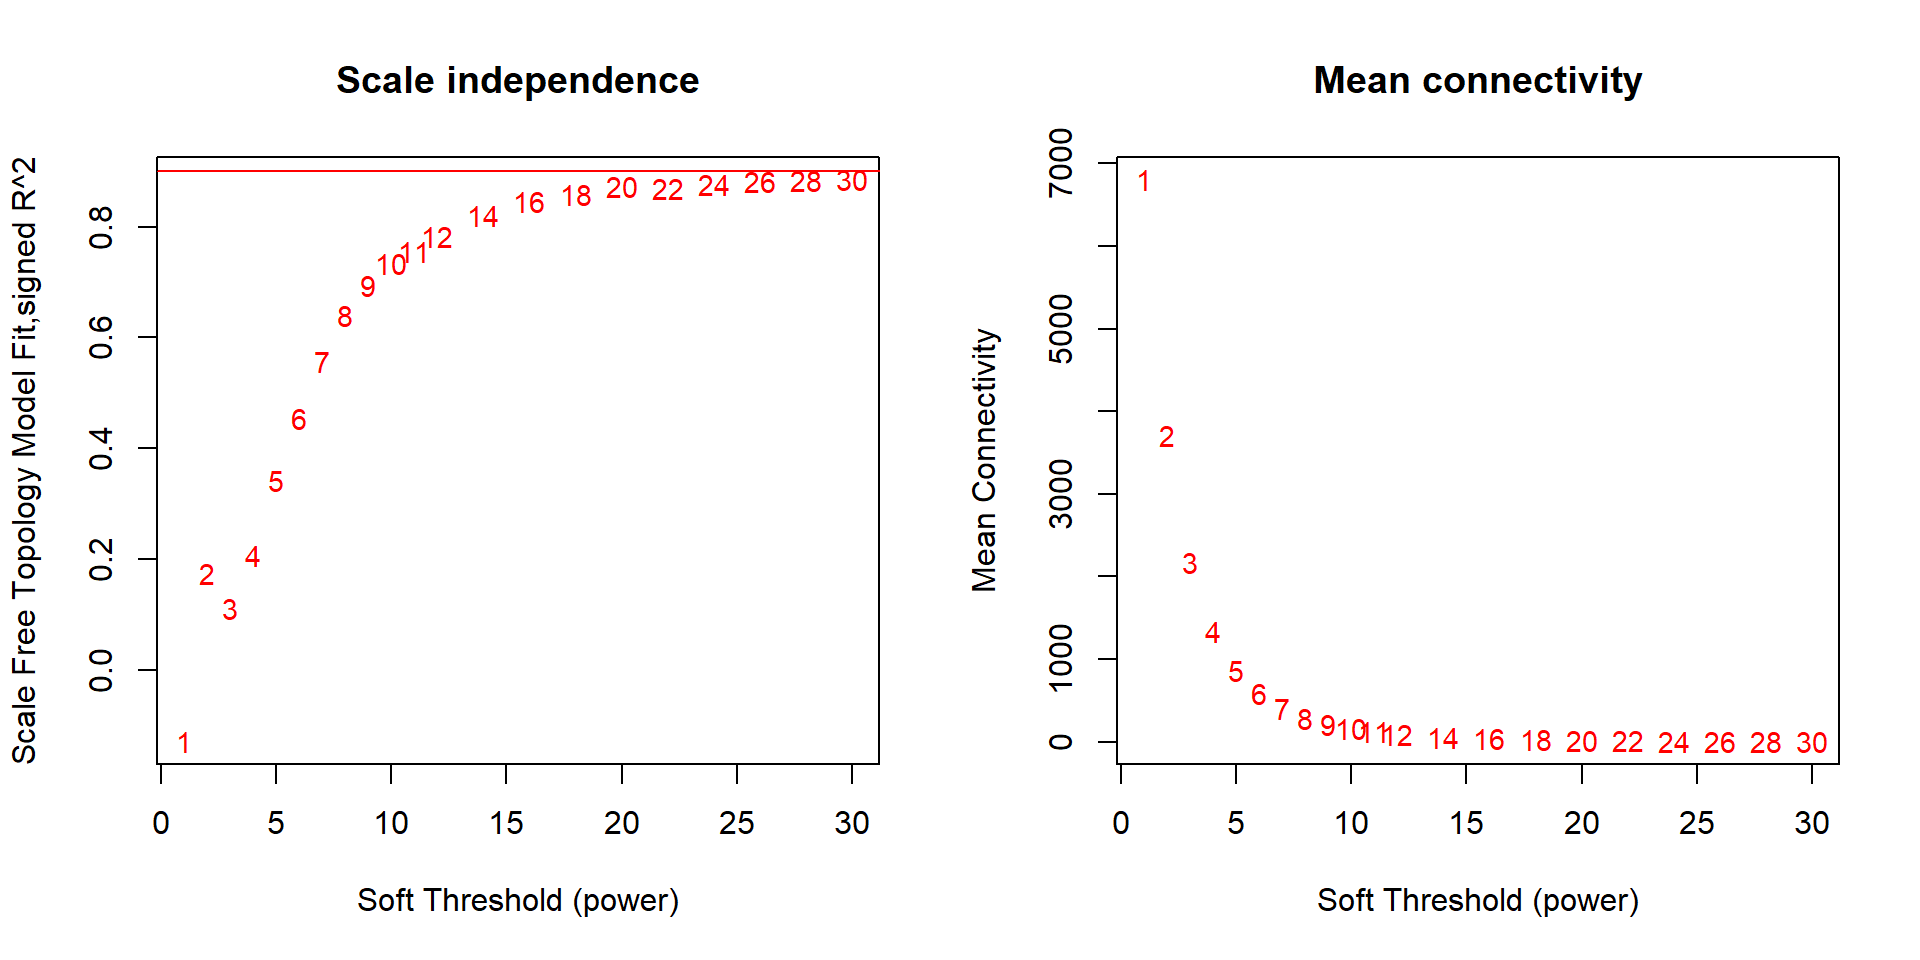 Scale independence
Scale Free Topology Model Fit,signed R^2
0.0 0.2 0.4 0.6 0.8
1 2 3 4 5 6 7 8 9 10 11 12 14 16 18 20 22 24 26 28 30
0 5 10 15 20 25 30
Soft Threshold (power)
Mean connectivity
Mean Connectivity
0 1000 3000 5000 7000
1 2 3 4 5 6 7 8 9 10 11 12 14 16 18 20 22 24 26 28 30
0 5 10 15 20 25 30
Soft Threshold (power)